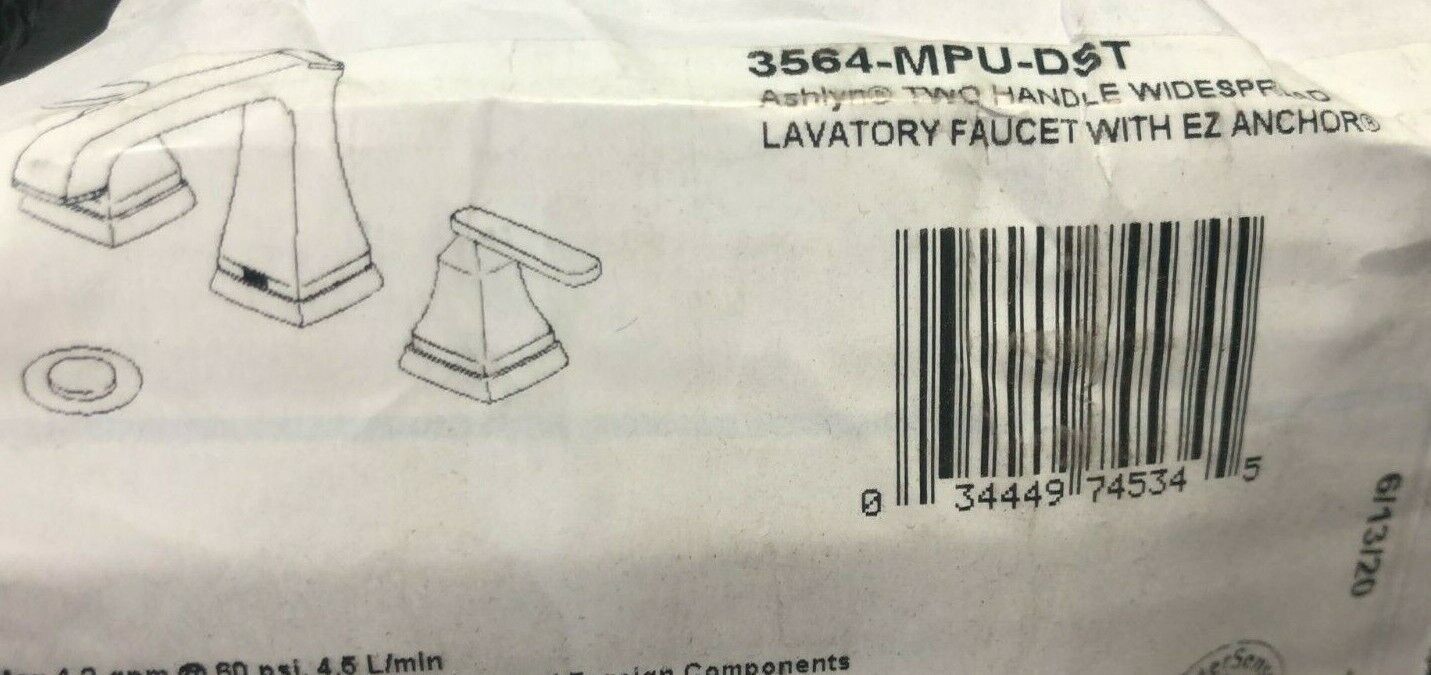 3564-MPU-DST
Ashlyn® TWO HANDLE WIDESPREAD
LAVATORY FAUCET WITH EZ ANCHOR®
0 34449 74534 5
6/13/20
@ 60 psi, 4.5 L/min
Components